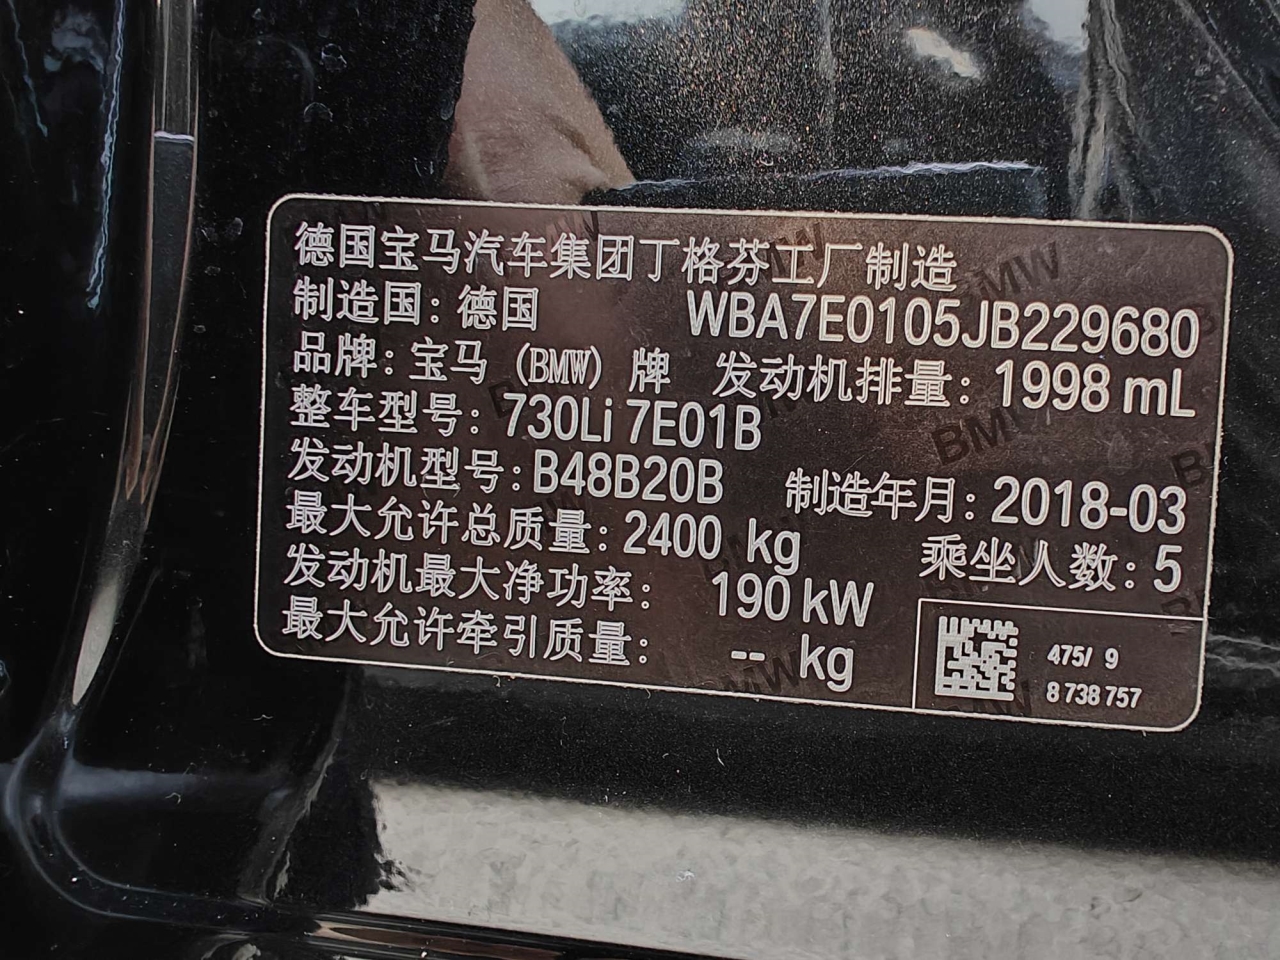 德国宝马汽车集团丁格芬工厂制造
制造国：德国 WBA7E0105JB229680
品牌：宝马 (BMW) 牌 发动机排量：1998 mL
整车型号：730Li 7E01B
发动机型号：B48B20B 制造年月：2018-03
最大允许总质量：2400 kg 乘坐人数：5
发动机最大净功率： 190 kW
最大允许牵引质量： -- kg
475/ 9
8 738 757